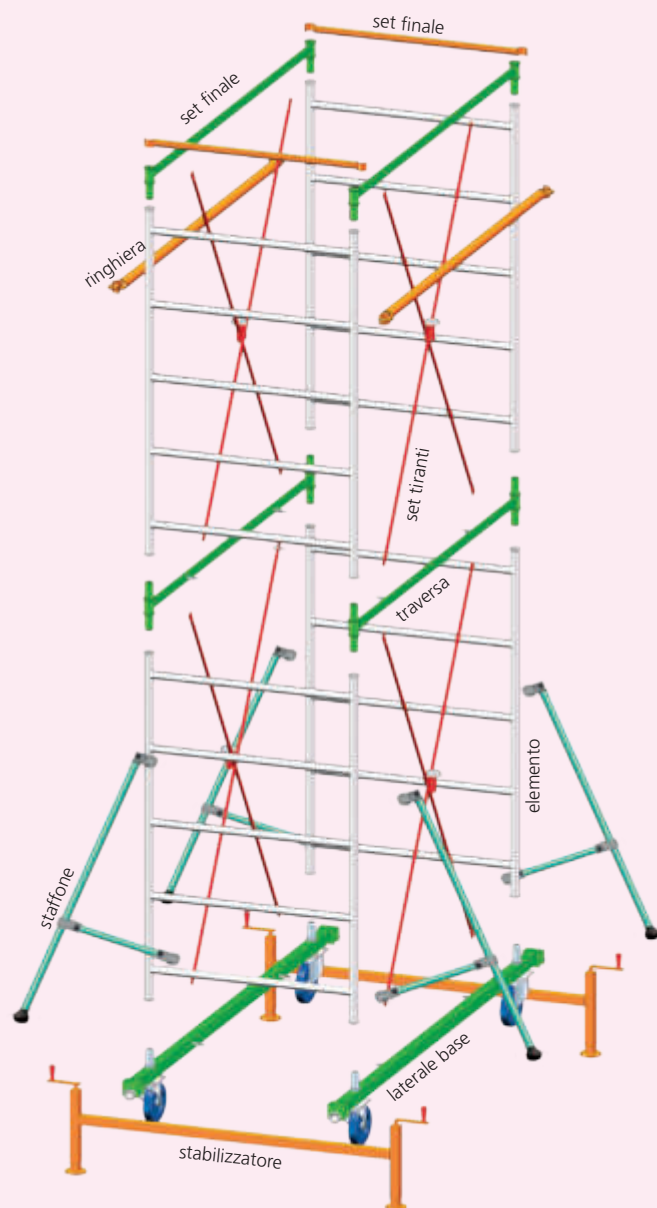 set finale
set finale
ringhiera
set tiranti
traversa
elemento
staffone
laterale base
stabilizzatore